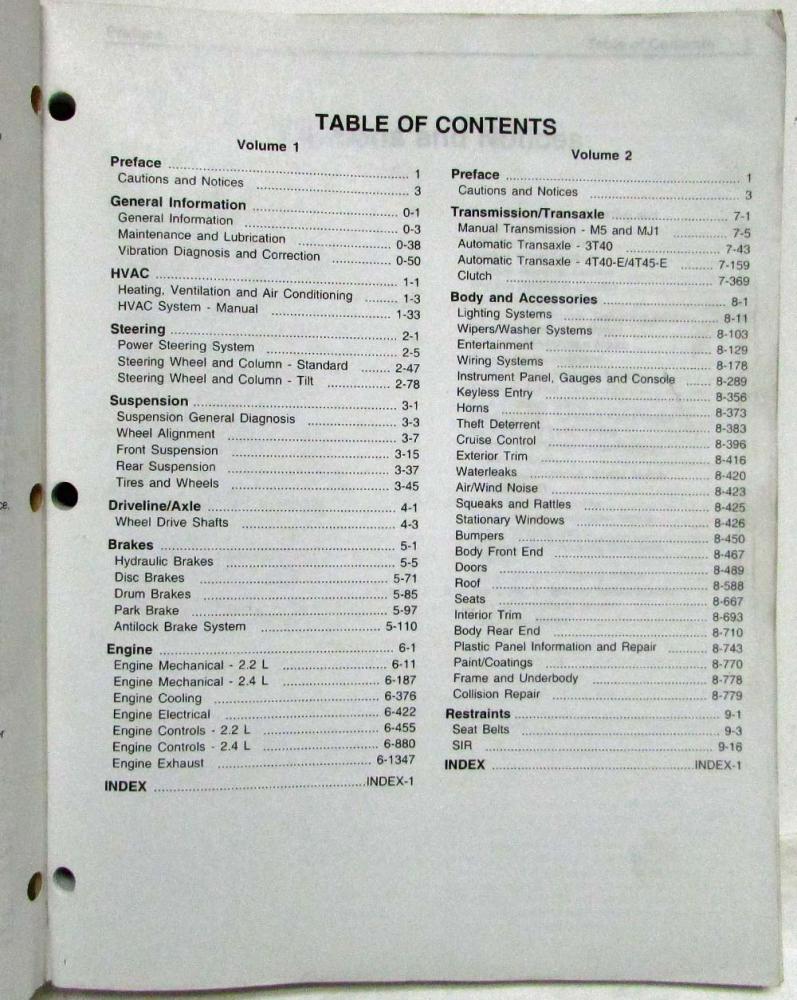 TABLE OF CONTENTS
Volume 1
Preface 1
Cautions and Notices 3
General Information 0-1
General Information 0-3
Maintenance and Lubrication 0-38
Vibration Diagnosis and Correction 0-50
HVAC 1-1
Heating, Ventilation and Air Conditioning 1-3
HVAC System - Manual 1-33
Steering 2-1
Power Steering System 2-5
Steering Wheel and Column - Standard 2-47
Steering Wheel and Column - Tilt 2-78
Suspension 3-1
Suspension General Diagnosis 3-3
Wheel Alignment 3-7
Front Suspension 3-15
Rear Suspension 3-37
Tires and Wheels 3-45
Driveline/Axle 4-1
Wheel Drive Shafts 4-3
Brakes 5-1
Hydraulic Brakes 5-5
Disc Brakes 5-71
Drum Brakes 5-85
Park Brake 5-97
Antilock Brake System 5-110
Engine 6-1
Engine Mechanical - 2.2 L 6-11
Engine Mechanical - 2.4 L 6-187
Engine Cooling 6-376
Engine Electrical 6-422
Engine Controls - 2.2 L 6-455
Engine Controls - 2.4 L 6-880
Engine Exhaust 6-1347
INDEX INDEX-1
Volume 2
Preface 1
Cautions and Notices 3
Transmission/Transaxle 7-1
Manual Transmission - M5 and MJ1 7-5
Automatic Transaxle - 3T40 7-43
Automatic Transaxle - 4T40-E/4T45-E 7-159
Clutch 7-369
Body and Accessories 8-1
Lighting Systems 8-11
Wipers/Washer Systems 8-103
Entertainment 8-129
Wiring Systems 8-178
Instrument Panel, Gauges and Console 8-289
Keyless Entry 8-356
Horns 8-373
Theft Deterrent 8-383
Cruise Control 8-396
Exterior Trim 8-416
Waterleaks 8-420
Air/Wind Noise 8-423
Squeaks and Rattles 8-425
Stationary Windows 8-426
Bumpers 8-450
Body Front End 8-467
Doors 8-489
Roof 8-588
Seats 8-667
Interior Trim 8-693
Body Rear End 8-710
Plastic Panel Information and Repair 8-743
Paint/Coatings 8-770
Frame and Underbody 8-778
Collision Repair 8-779
Restraints 9-1
Seat Belts 9-3
SIR 9-16
INDEX INDEX-1